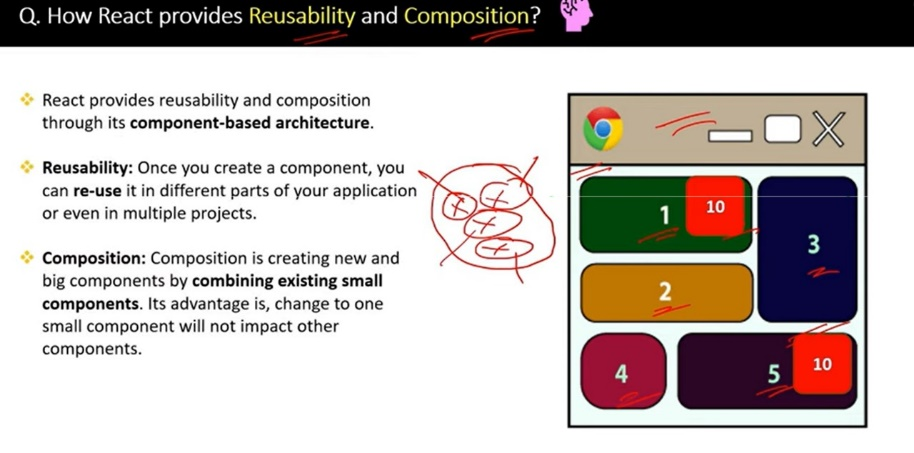 Q. How React provides Reusability and Composition?
React provides reusability and composition
through its component-based architecture.
Reusability: Once you create a component, you
can re-use it in different parts of your application
or even in multiple projects.
Composition: Composition is creating new and
big components by combining existing small
components. Its advantage is, change to one
small component will not impact other
components.
1
10
3
2
4
5
10